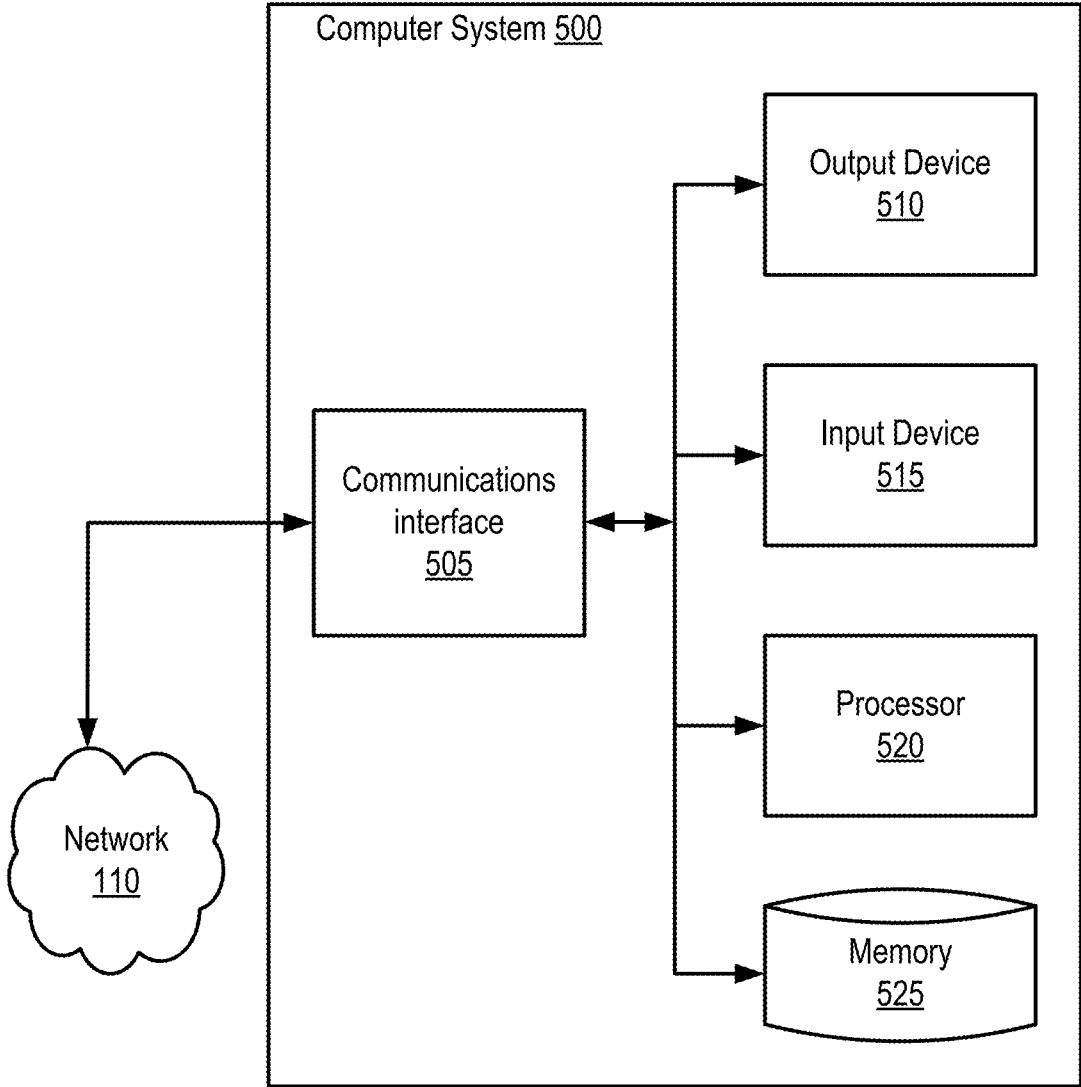 Computer System 500
Output Device
510
Input Device
515
Communications
interface
505
Processor
520
Network
110
Memory
525